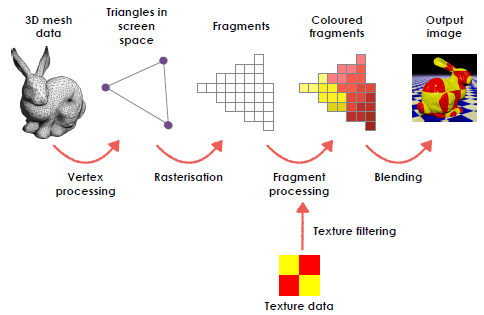 3D mesh
data
Triangles in
screen
space
Fragments
Coloured
fragments
Output
image
Vertex
processing
Rasterisation
Fragment
processing
Blending
Texture filtering
Texture data